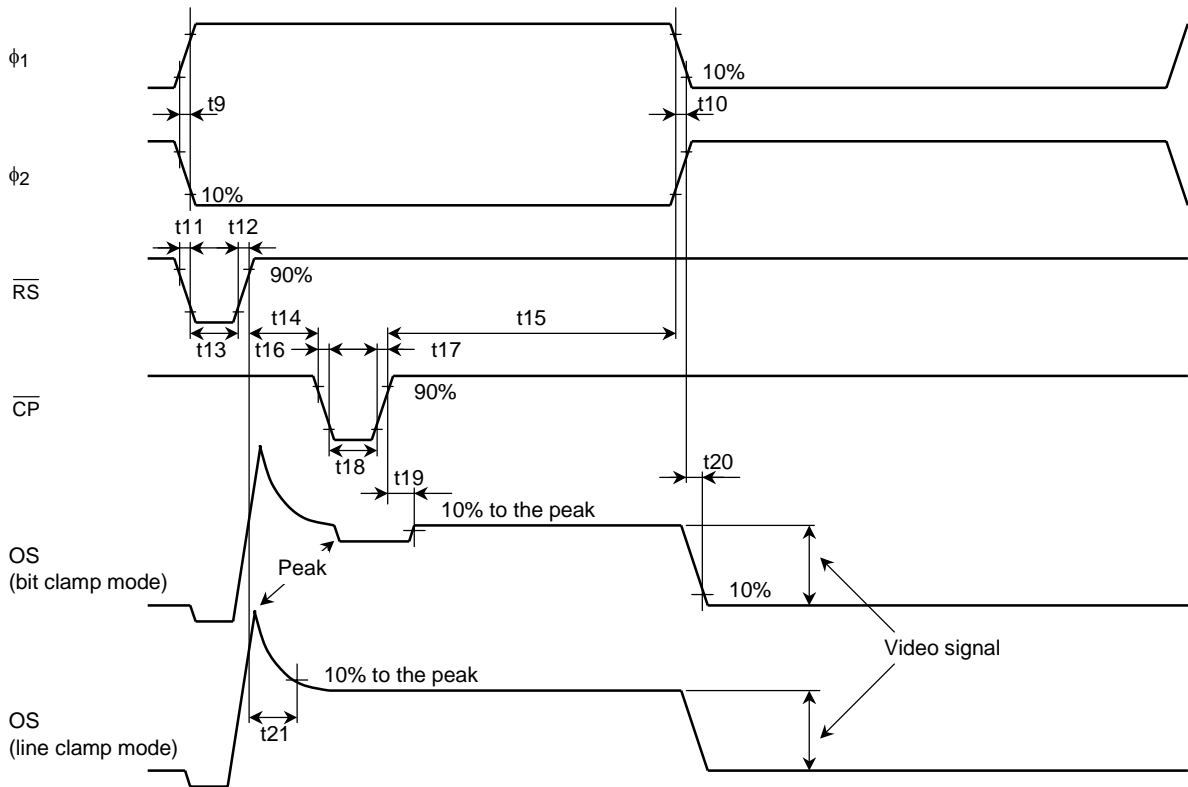 ϕ1
10%
t9
t10
ϕ2
10%
t11
t12
R̅S̅
90%
t14
t15
t13
t16
t17
C̅P̅
90%
t18
t19
t20
10% to the peak
OS
(bit clamp mode)
Peak
10%
Video signal
10% to the peak
OS
(line clamp mode)
t21